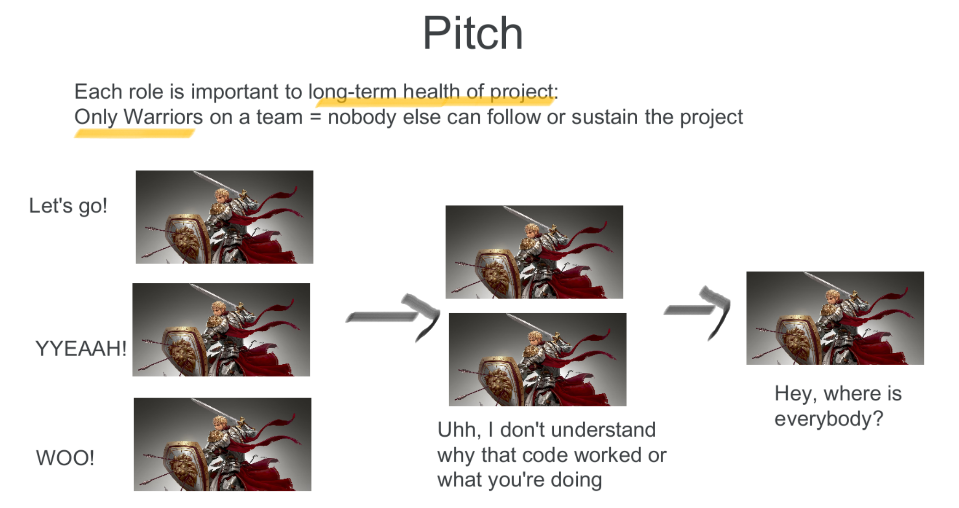 Pitch
Each role is important to long-term health of project:
Only Warriors on a team = nobody else can follow or sustain the project
Let's go!
YYEAAH!
WOO!
Uhh, I don't understand
why that code worked or
what you're doing
Hey, where is
everybody?